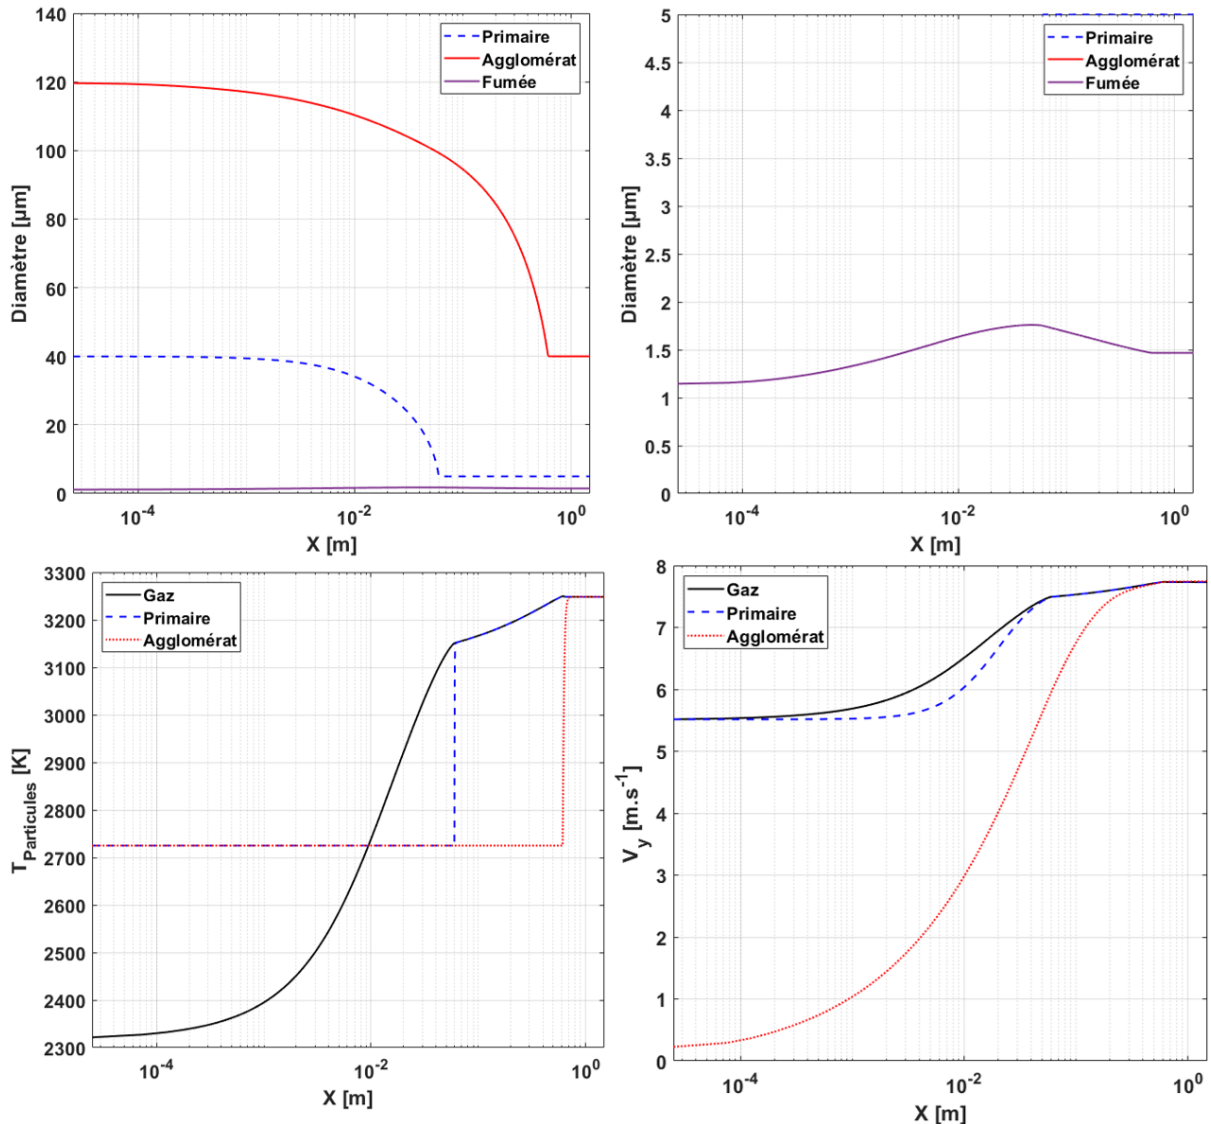 140
120
100
80
60
40
20
0
Diamètre [µm]
Primaire
Agglomérat
Fumée
10^-4
10^-2
10^0
X [m]
5
4.5
4
3.5
3
2.5
2
1.5
1
0.5
0
Diamètre [µm]
Primaire
Agglomérat
Fumée
10^-4
10^-2
10^0
X [m]
3300
3200
3100
3000
2900
2800
2700
2600
2500
2400
2300
T_Particules [K]
Gaz
Primaire
Agglomérat
10^-4
10^-2
10^0
X [m]
8
7
6
5
4
3
2
1
0
V_y [m.s^-1]
Gaz
Primaire
Agglomérat
10^-4
10^-2
10^0
X [m]